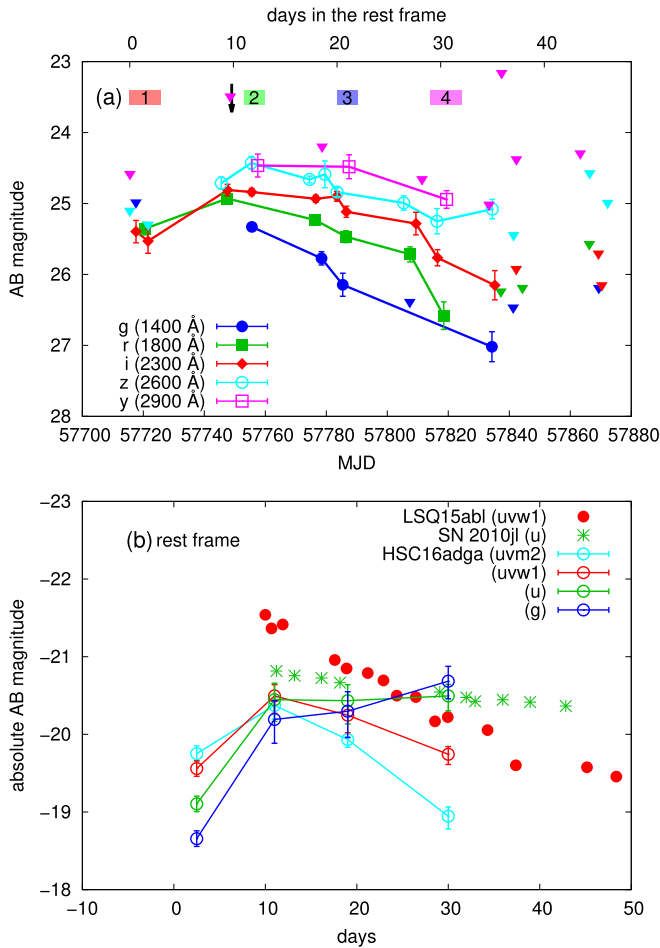 days in the rest frame
0 10 20 30 40
23
(a) 1 2 3 4
24
25
26
27
28
AB magnitude
g (1400 Å)
r (1800 Å)
i (2300 Å)
z (2600 Å)
y (2900 Å)
57700 57720 57740 57760 57780 57800 57820 57840 57860 57880
MJD
-23
-22
-21
-20
-19
-18
absolute AB magnitude
(b) rest frame
LSQ15abl (uvw1)
SN 2010jl (u)
HSC16adga (uvm2)
(uvw1)
(u)
(g)
-10 0 10 20 30 40 50
days